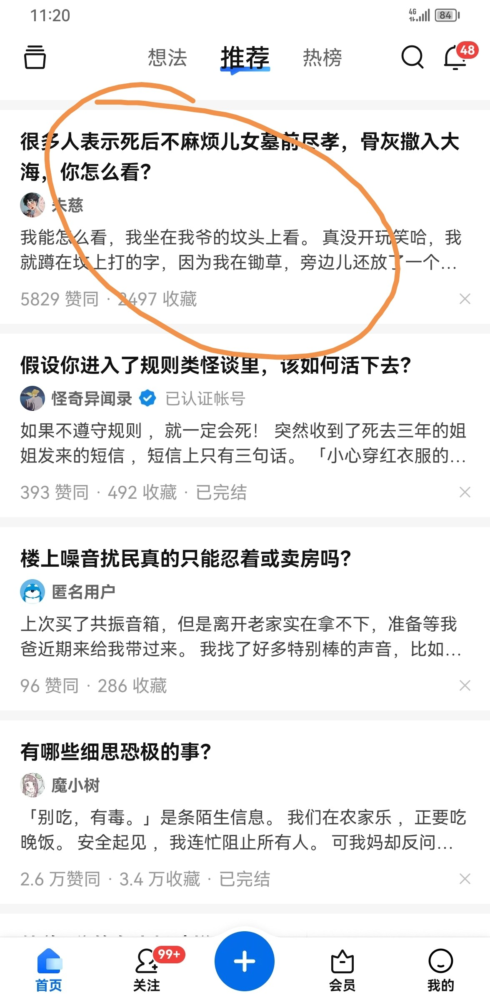 11:20
4G 84
想法 推荐 热榜 48
很多人表示死后不麻烦儿女墓前尽孝，骨灰撒入大
海，你怎么看？
未慈
我能怎么看，我坐在我爷的坟头上看。 真没开玩笑哈，我
就蹲在坟上打的字，因为我在锄草，旁边儿还放了一个...
5829 赞同 · 2497 收藏
假设你进入了规则类怪谈里，该如何活下去？
怪奇异闻录 已认证帐号
如果不遵守规则 ，就一定会死！ 突然收到了死去三年的姐
姐发来的短信 ，短信上只有三句话。 「小心穿红衣服的...
393 赞同 · 492 收藏 · 已完结
楼上噪音扰民真的只能忍着或卖房吗？
匿名用户
上次买了共振音箱，但是离开老家实在拿不下，准备等我
爸近期来给我带过来。 我找了好多特别棒的声音，比如...
96 赞同 · 286 收藏
有哪些细思恐极的事？
魔小树
「别吃，有毒。」是条陌生信息。 我们在农家乐 ，正要吃
晚饭。 安全起见 ，我连忙阻止所有人。 可我妈却反问...
2.6 万赞同 · 3.4 万收藏 · 已完结
99+
首页 关注 会员 我的